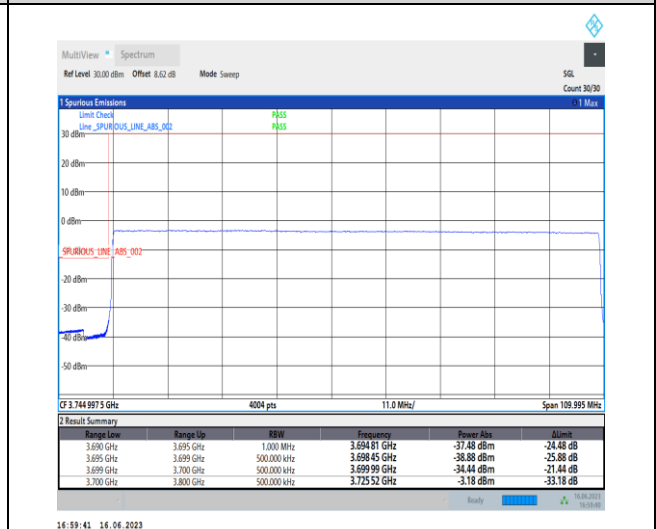 MultiView Spectrum
Ref Level 30.00 dBm Offset 8.62 dB Mode Sweep SGL
Count 30/30
1 Spurious Emissions 1 Max
Limit Check PASS
Line _SPURIOUS_LINE_ABS_002 PASS
30 dBm
20 dBm
10 dBm
0 dBm
_SPURIOUS_LINE_ABS_002
-20 dBm
-30 dBm
-40 dBm
-50 dBm
CF 3.744 997 5 GHz 4004 pts 11.0 MHz/ Span 109.995 MHz
2 Result Summary
Range Low Range Up RBW Frequency Power Abs ΔLimit
3.690 GHz 3.695 GHz 1.000 MHz 3.694 81 GHz -37.48 dBm -24.48 dB
3.695 GHz 3.699 GHz 500.000 kHz 3.698 45 GHz -38.88 dBm -25.88 dB
3.699 GHz 3.700 GHz 500.000 kHz 3.699 99 GHz -34.44 dBm -21.44 dB
3.700 GHz 3.800 GHz 500.000 kHz 3.725 52 GHz -3.18 dBm -33.18 dB
Ready 16.06.2023
16:59:40
16:59:41 16.06.2023